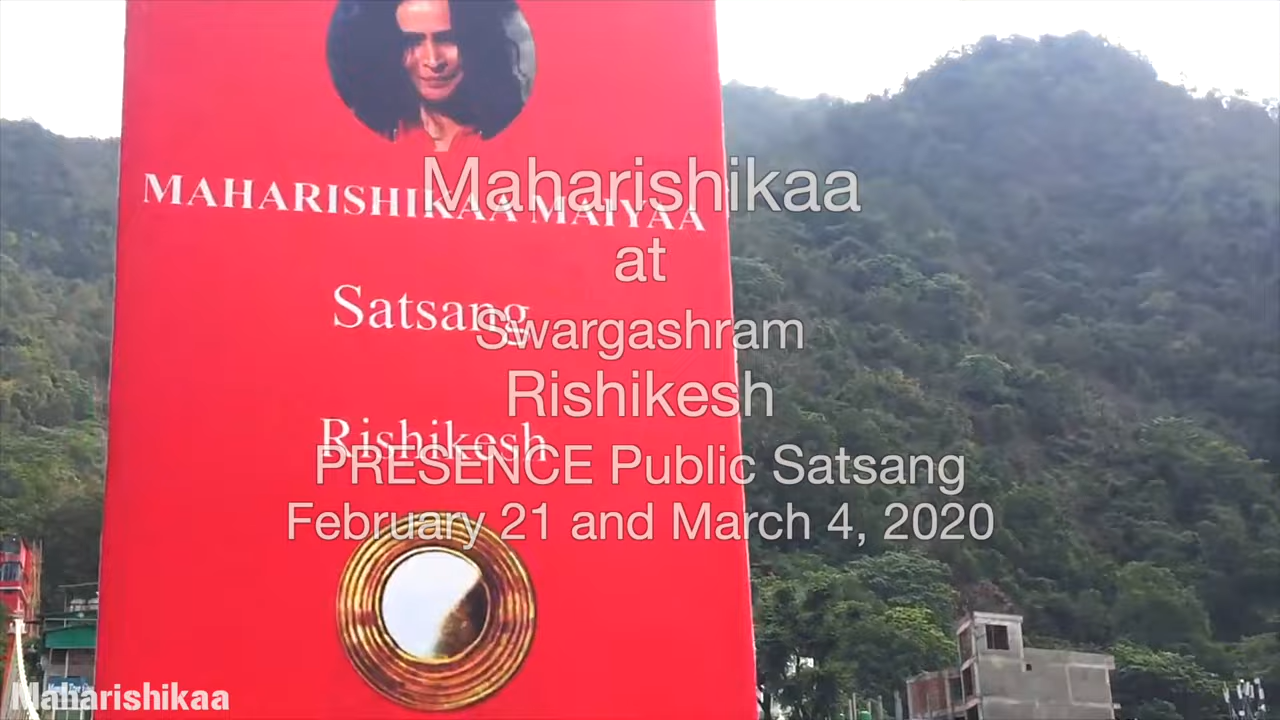 MAHARISHIKAA MAIYAA
Satsang
Rishikesh
Maharishikaa
at
Swargashram
Rishikesh
PRESENCE Public Satsang
February 21 and March 4, 2020
Maharishikaa